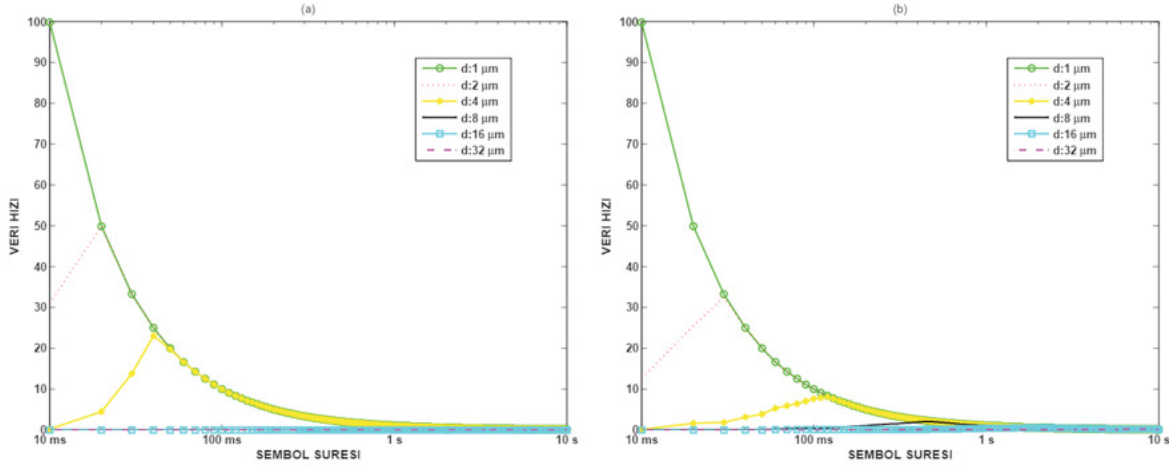 (a)
100
90
80
70
60
50
40
30
20
10
0
VERI HIZI
d:1 μm
d:2 μm
d:4 μm
d:8 μm
d:16 μm
d:32 μm
10 ms
100 ms
1 s
10 s
SEMBOL SURESI
(b)
100
90
80
70
60
50
40
30
20
10
0
VERI HIZI
d:1 μm
d:2 μm
d:4 μm
d:8 μm
d:16 μm
d:32 μm
10 ms
100 ms
1 s
10 s
SEMBOL SURESI